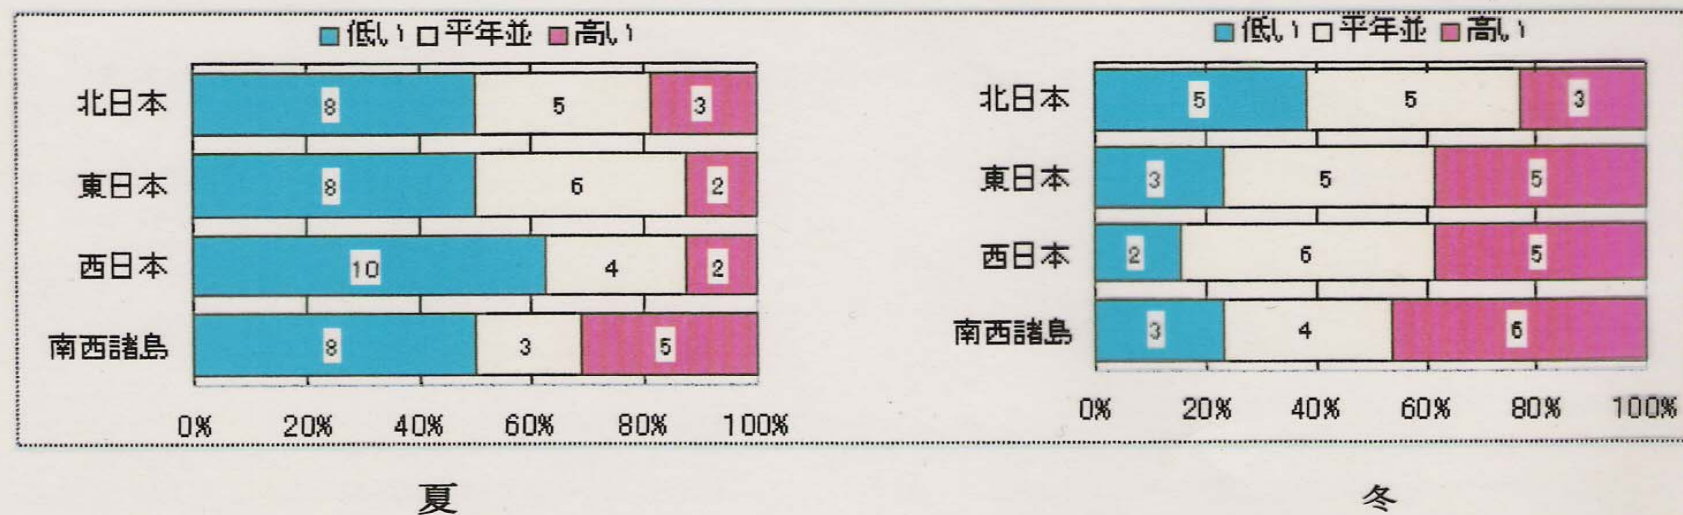 低い 平年並 高い
北日本 8 5 3
東日本 8 6 2
西日本 10 4 2
南西諸島 8 3 5
0% 20% 40% 60% 80% 100%
夏
低い 平年並 高い
北日本 5 5 3
東日本 3 5 5
西日本 2 6 5
南西諸島 3 4 6
0% 20% 40% 60% 80% 100%
冬